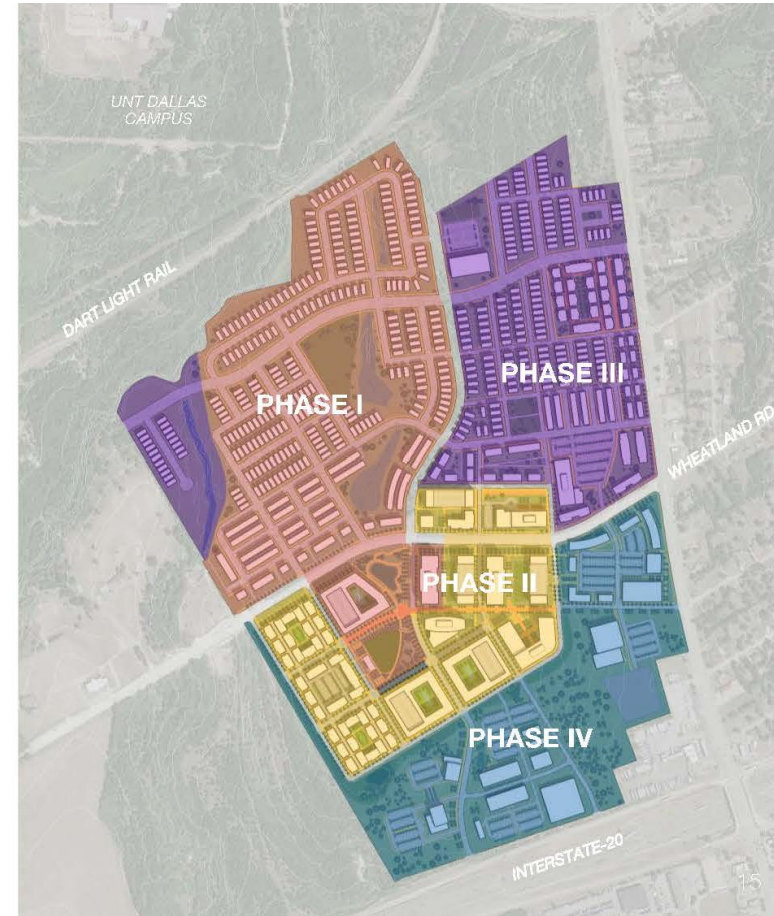 UNT DALLAS
CAMPUS
DART LIGHT RAIL
PHASE I
PHASE III
WHEATLAND RD
PHASE II
PHASE IV
INTERSTATE-20
15